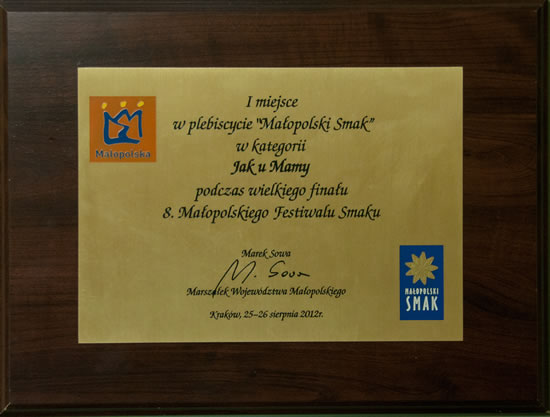 Małopolska
I miejsce
w plebiscycie "Małopolski Smak"
w kategorii
Jak u Mamy
podczas wielkiego finału
8. Małopolskiego Festiwalu Smaku
Marek Sowa
M. Sowa
Marszałek Województwa Małopolskiego
Kraków, 25-26 sierpnia 2012r.
MAŁOPOLSKI
SMAK